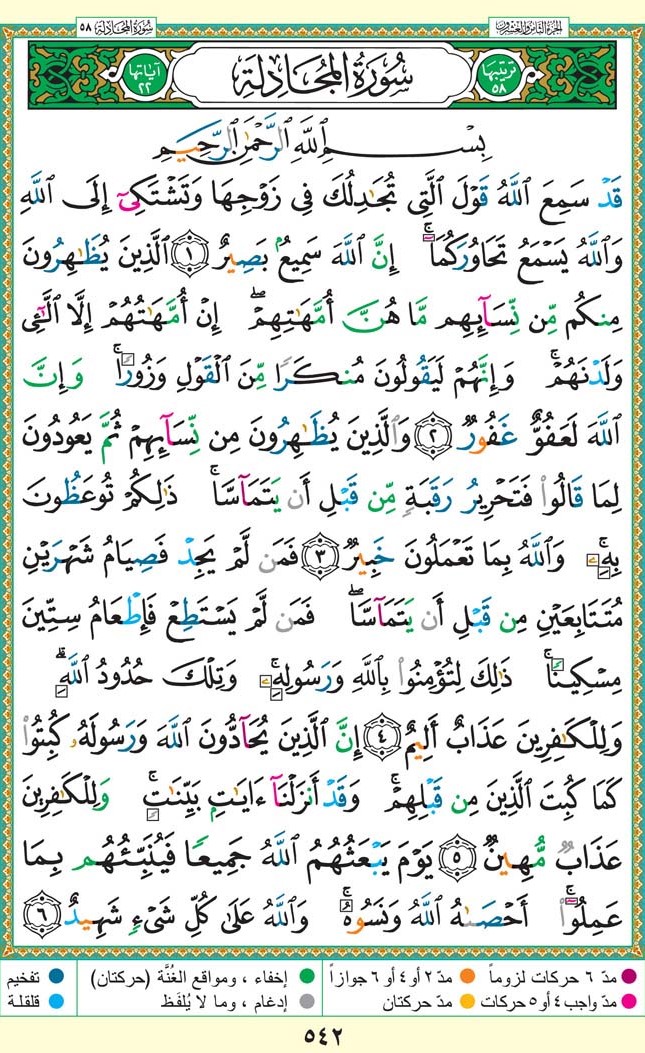 الجزء الثامن والعشرون
سورة المجادلة ٥٨
ترتيبها ٥٨
سُورَةُ المُجَادلة
آياتها ٢٢
بِسْمِ ٱللَّهِ ٱلرَّحْمَٰنِ ٱلرَّحِيمِ
قَدْ سَمِعَ ٱللَّهُ قَوْلَ ٱلَّتِى تُجَٰدِلُكَ فِى زَوْجِهَا وَتَشْتَكِىٓ إِلَى ٱللَّهِ
وَٱللَّهُ يَسْمَعُ تَحَاوُرَكُمَآ ۚ إِنَّ ٱللَّهَ سَمِيعٌۢ بَصِيرٌ ١ ٱلَّذِينَ يُظَٰهِرُونَ
مِنكُم مِّن نِّسَآئِهِم مَّا هُنَّ أُمَّهَٰتِهِمْ ۖ إِنْ أُمَّهَٰتُهُمْ إِلَّا ٱلَّٰٓـِٔى
وَلَدْنَهُمْ ۚ وَإِنَّهُمْ لَيَقُولُونَ مُنكَرًا مِّنَ ٱلْقَوْلِ وَزُورًا ۚ وَإِنَّ
ٱللَّهَ لَعَفُوٌّ غَفُورٌ ٢ وَٱلَّذِينَ يُظَٰهِرُونَ مِن نِّسَآئِهِمْ ثُمَّ يَعُودُونَ
لِمَا قَالُوا۟ فَتَحْرِيرُ رَقَبَةٍ مِّن قَبْلِ أَن يَتَمَآسَّا ۚ ذَٰلِكُمْ تُوعَظُونَ
بِهِۦ ۚ وَٱللَّهُ بِمَا تَعْمَلُونَ خَبِيرٌ ٣ فَمَن لَّمْ يَجِدْ فَصِيَامُ شَهْرَيْنِ
مُتَتَابِعَيْنِ مِن قَبْلِ أَن يَتَمَآسَّا ۖ فَمَن لَّمْ يَسْتَطِعْ فَإِطْعَامُ سِتِّينَ
مِسْكِينًا ۚ ذَٰلِكَ لِتُؤْمِنُوا۟ بِٱللَّهِ وَرَسُولِهِۦ ۚ وَتِلْكَ حُدُودُ ٱللَّهِ ۗ
وَلِلْكَٰفِرِينَ عَذَابٌ أَلِيمٌ ٤ إِنَّ ٱلَّذِينَ يُحَآدُّونَ ٱللَّهَ وَرَسُولَهُۥ كُبِتُوا۟
كَمَا كُبِتَ ٱلَّذِينَ مِن قَبْلِهِمْ ۚ وَقَدْ أَنزَلْنَآ ءَايَٰتٍۭ بَيِّنَٰتٍ ۚ وَلِلْكَٰفِرِينَ
عَذَابٌ مُّهِينٌ ٥ يَوْمَ يَبْعَثُهُمُ ٱللَّهُ جَمِيعًا فَيُنَبِّئُهُم بِمَا
عَمِلُوٓا۟ ۚ أَحْصَىٰهُ ٱللَّهُ وَنَسُوهُ ۚ وَٱللَّهُ عَلَىٰ كُلِّ شَىْءٍ شَهِيدٌ ٦
مدّ ٦ حركات لزوماً
مدّ ٢ أو ٤ أو ٦ جوازاً
إخفاء ، ومواقع الغُنَّة (حركتان)
تفخيم
مدّ واجب ٤ أو ٥ حركات
مدّ حركتان
إدغام ، وما لا يُلفَظ
قلقلة
٥٤٢